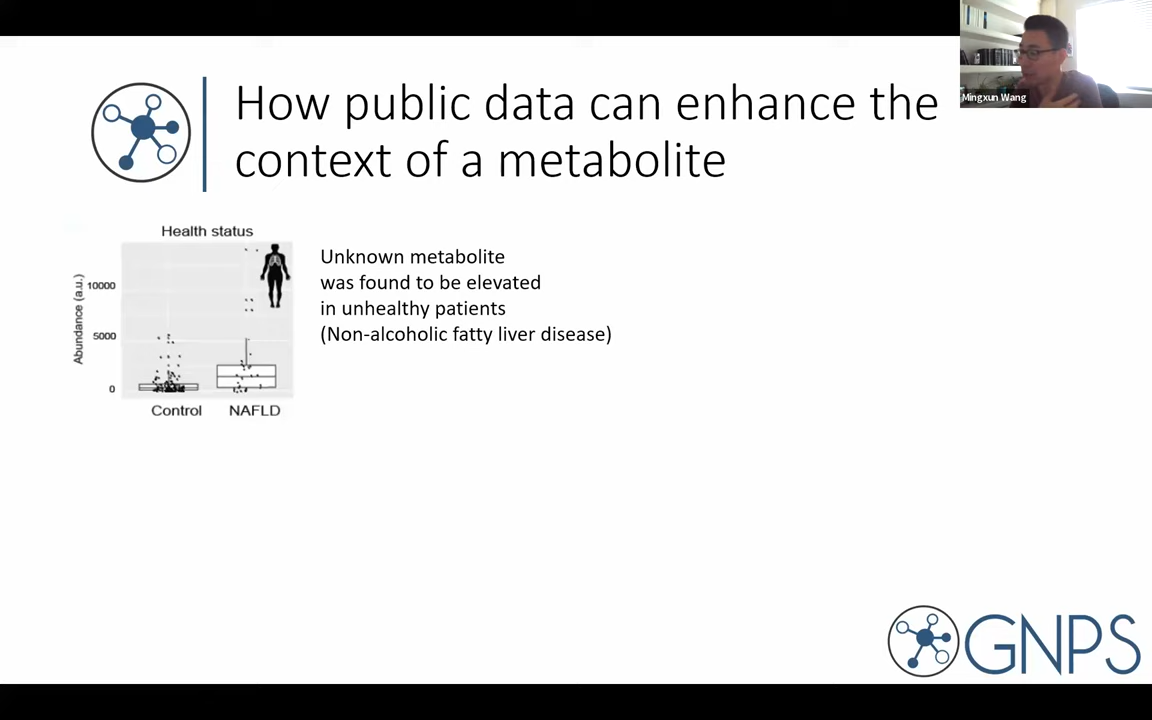 Mingxun Wang
How public data can enhance the
context of a metabolite
Health status
Abundance (a.u.)
10000
5000
0
Control NAFLD
Unknown metabolite
was found to be elevated
in unhealthy patients
(Non-alcoholic fatty liver disease)
GNPS